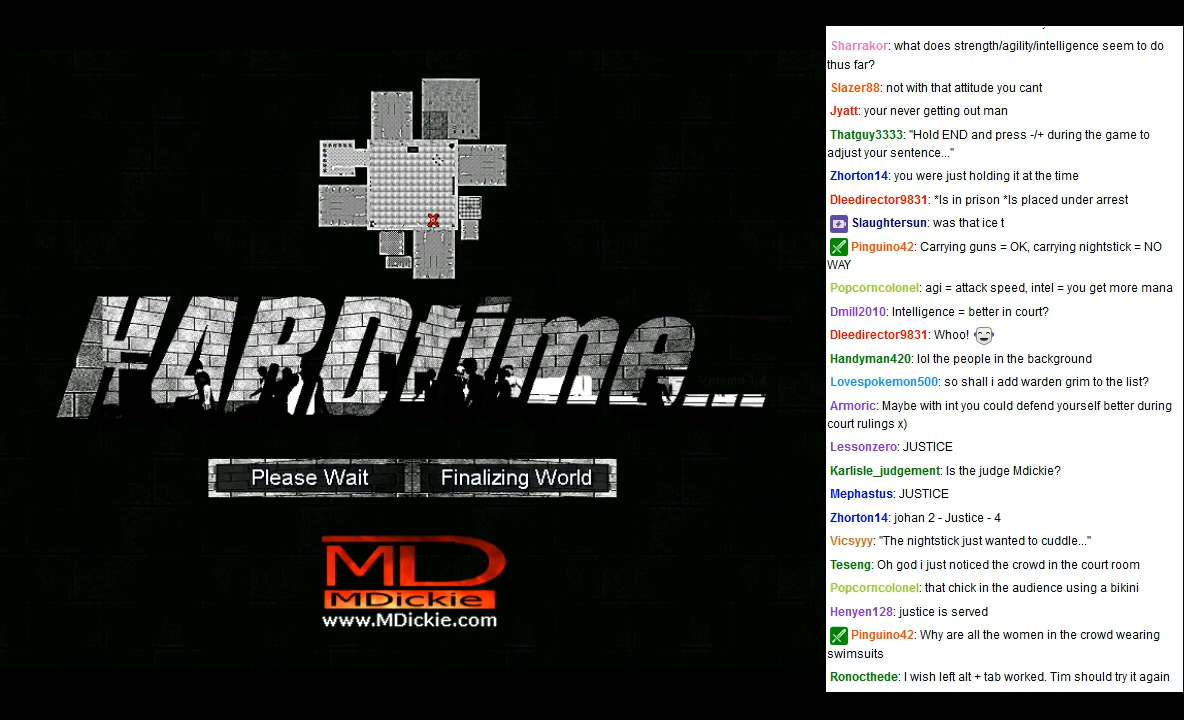 HARDtime...
Version 1.4
Please Wait
Finalizing World
MD
MDickie
www.MDickie.com
Sharrakor: what does strength/agility/intelligence seem to do
thus far?
Slazer88: not with that attitude you cant
Jyatt: your never getting out man
Thatguy3333: "Hold END and press -/+ during the game to
adjust your sentence..."
Zhorton14: you were just holding it at the time
Dleedirector9831: *Is in prison *Is placed under arrest
Slaughtersun: was that ice t
Pinguino42: Carrying guns = OK, carrying nightstick = NO
WAY
Popcorncolonel: agi = attack speed, intel = you get more mana
Dmill2010: Intelligence = better in court?
Dleedirector9831: Whoo!
Handyman420: lol the people in the background
Lovespokemon500: so shall i add warden grim to the list?
Armoric: Maybe with int you could defend yourself better during
court rulings x)
Lessonzero: JUSTICE
Karlisle_judgement: Is the judge Mdickie?
Mephastus: JUSTICE
Zhorton14: johan 2 - Justice - 4
Vicsyyy: "The nightstick just wanted to cuddle..."
Teseng: Oh god i just noticed the crowd in the court room
Popcorncolonel: that chick in the audience using a bikini
Henyen128: justice is served
Pinguino42: Why are all the women in the crowd wearing
swimsuits
Ronocthede: I wish left alt + tab worked. Tim should try it again